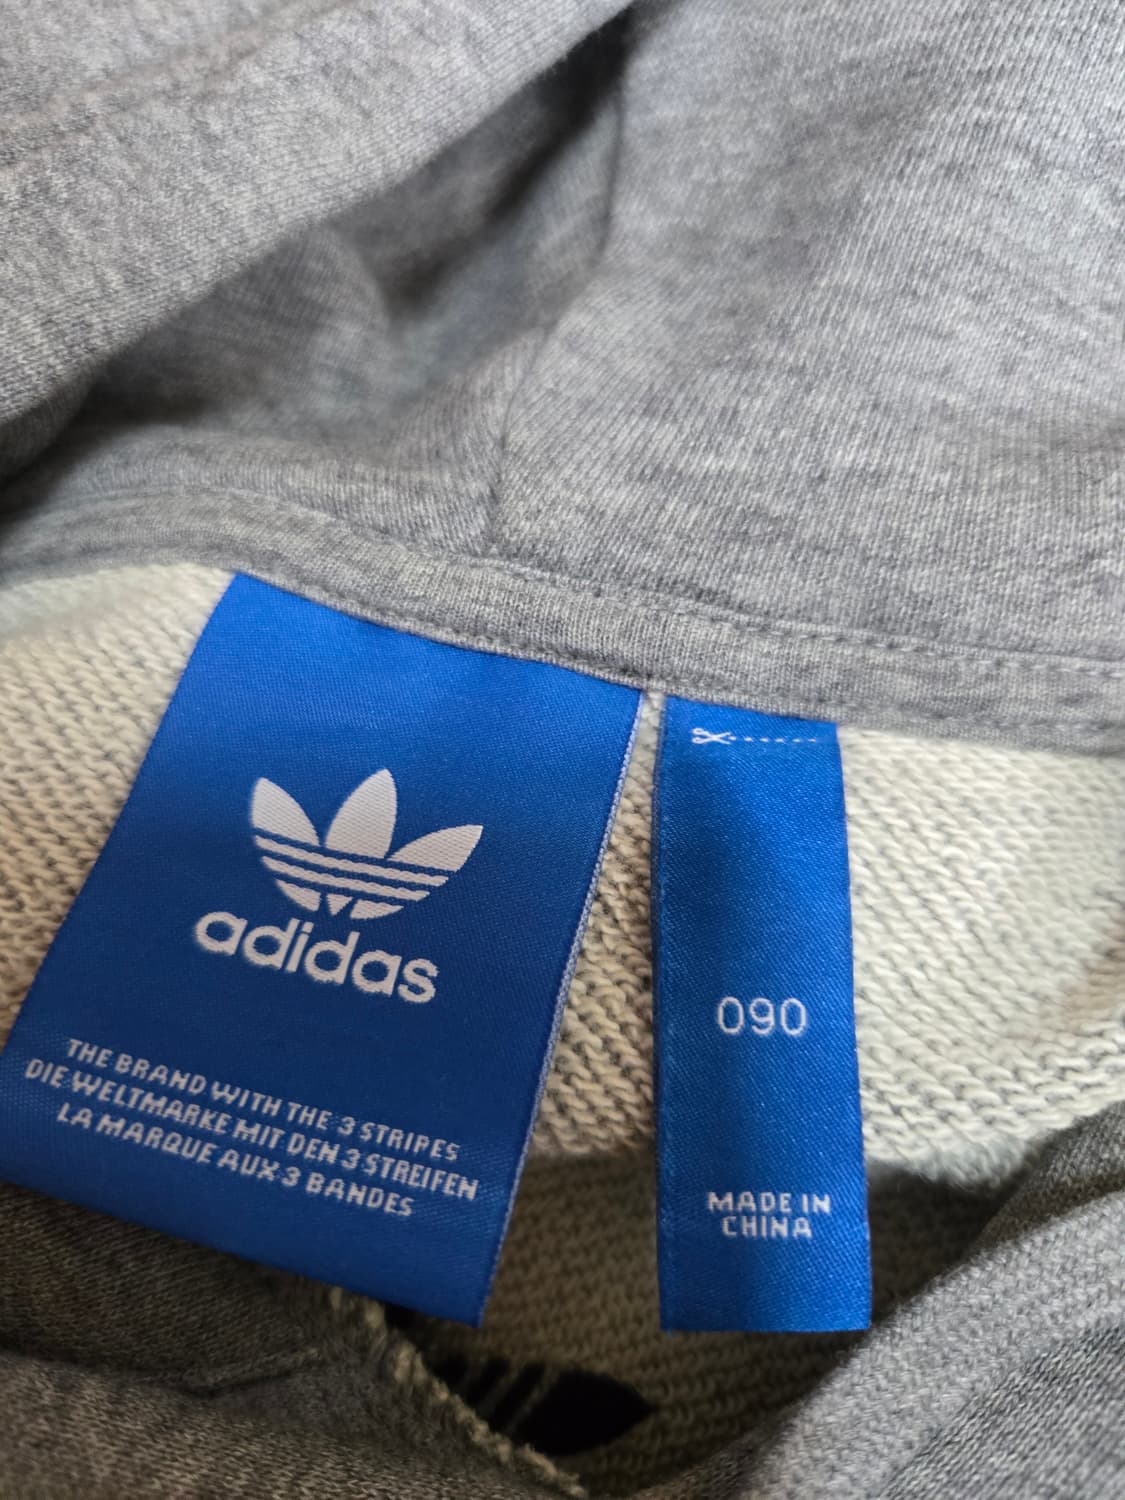 adidas
THE BRAND WITH THE 3 STRIPES
DIE WELTMARKE MIT DEN 3 STREIFEN
LA MARQUE AUX 3 BANDES
090
MADE IN
CHINA